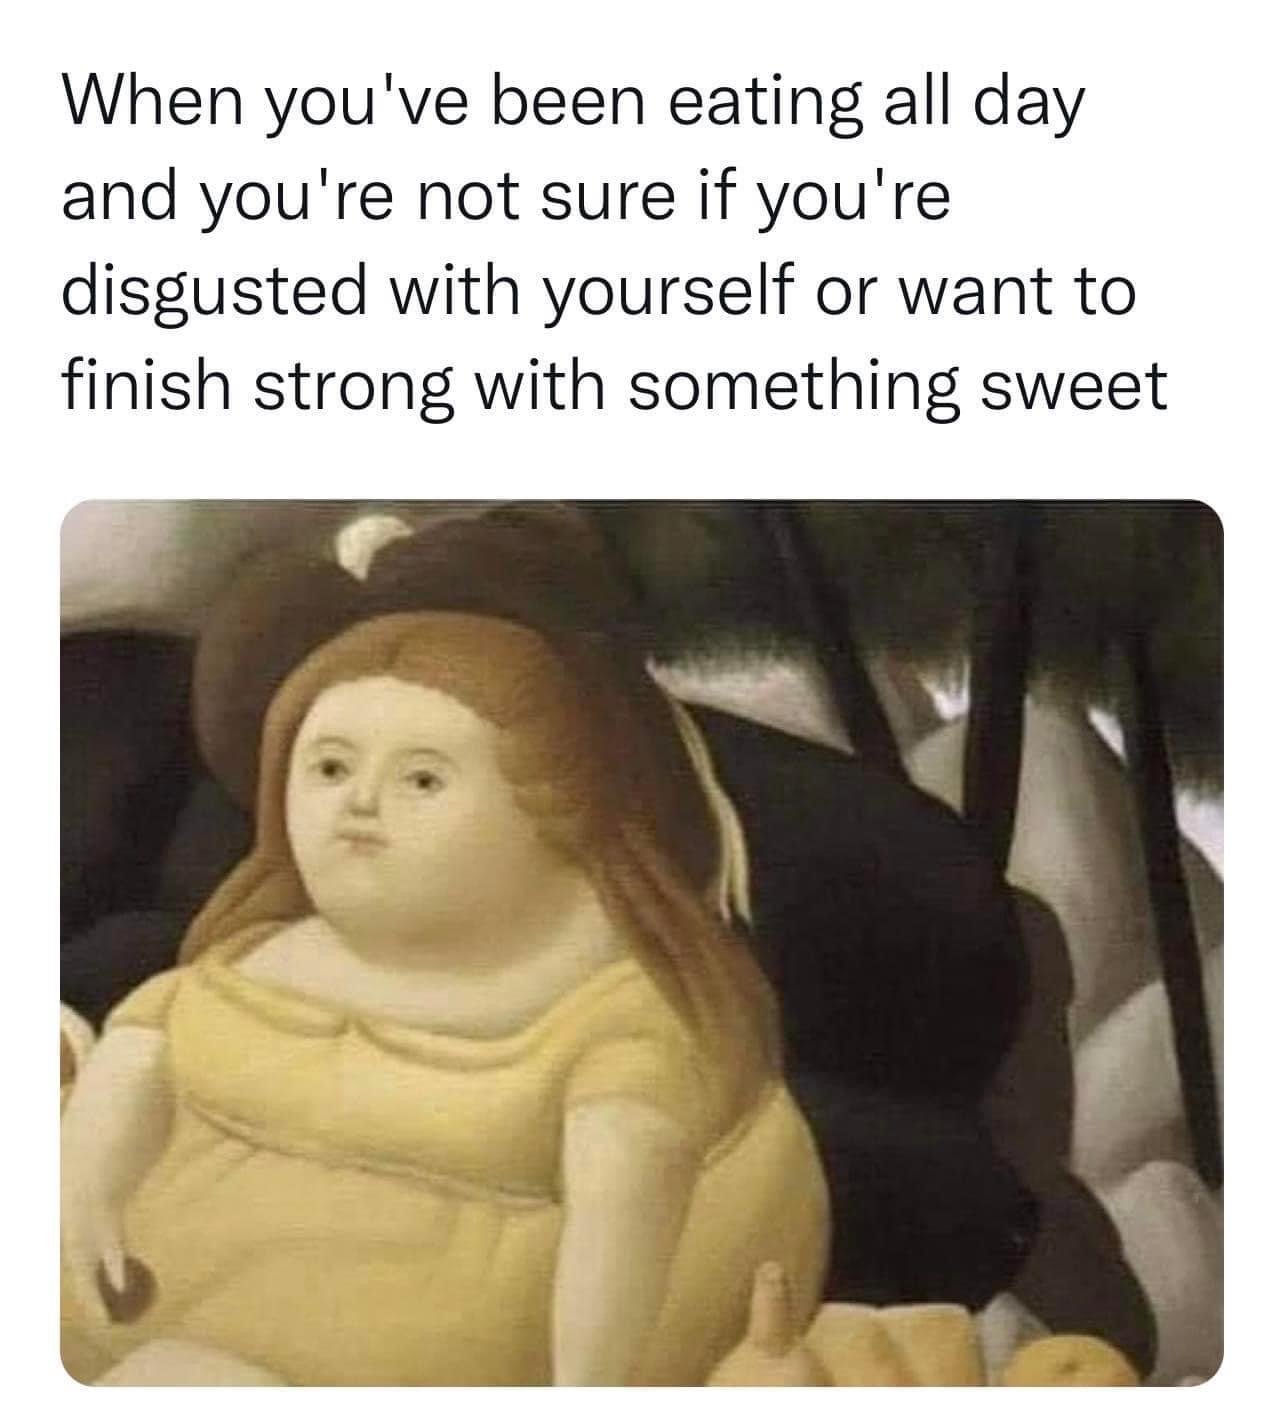 When you've been eating all day
and you're not sure if you're
disgusted with yourself or want to
finish strong with something sweet